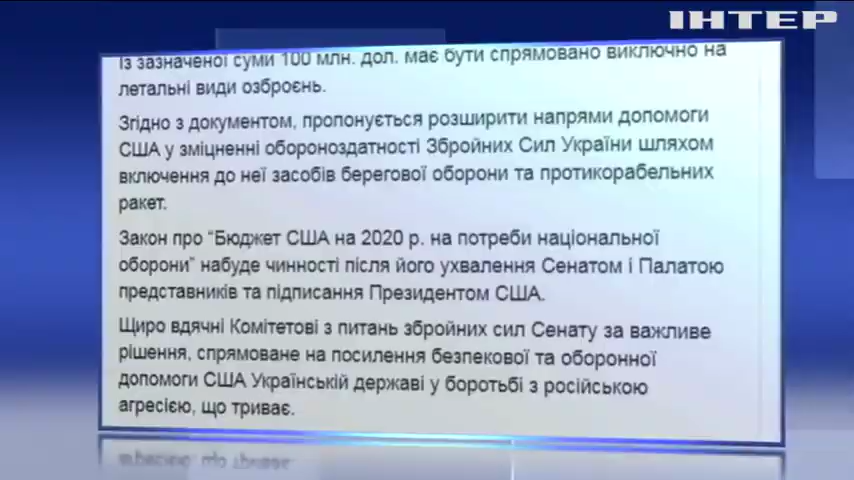 ІНТЕР
Із зазначеної суми 100 млн. дол. має бути спрямовано виключно на
летальні види озброєнь.
Згідно з документом, пропонується розширити напрями допомоги
США у зміцненні обороноздатності Збройних Сил України шляхом
включення до неї засобів берегової оборони та протикорабельних
ракет.
Закон про “Бюджет США на 2020 р. на потреби національної
оборони” набуде чинності після його ухвалення Сенатом і Палатою
представників та підписання Президентом США.
Щиро вдячні Комітетові з питань збройних сил Сенату за важливе
рішення, спрямоване на посилення безпекової та оборонної
допомоги США Українській державі у боротьбі з російською
агресією, що триває.